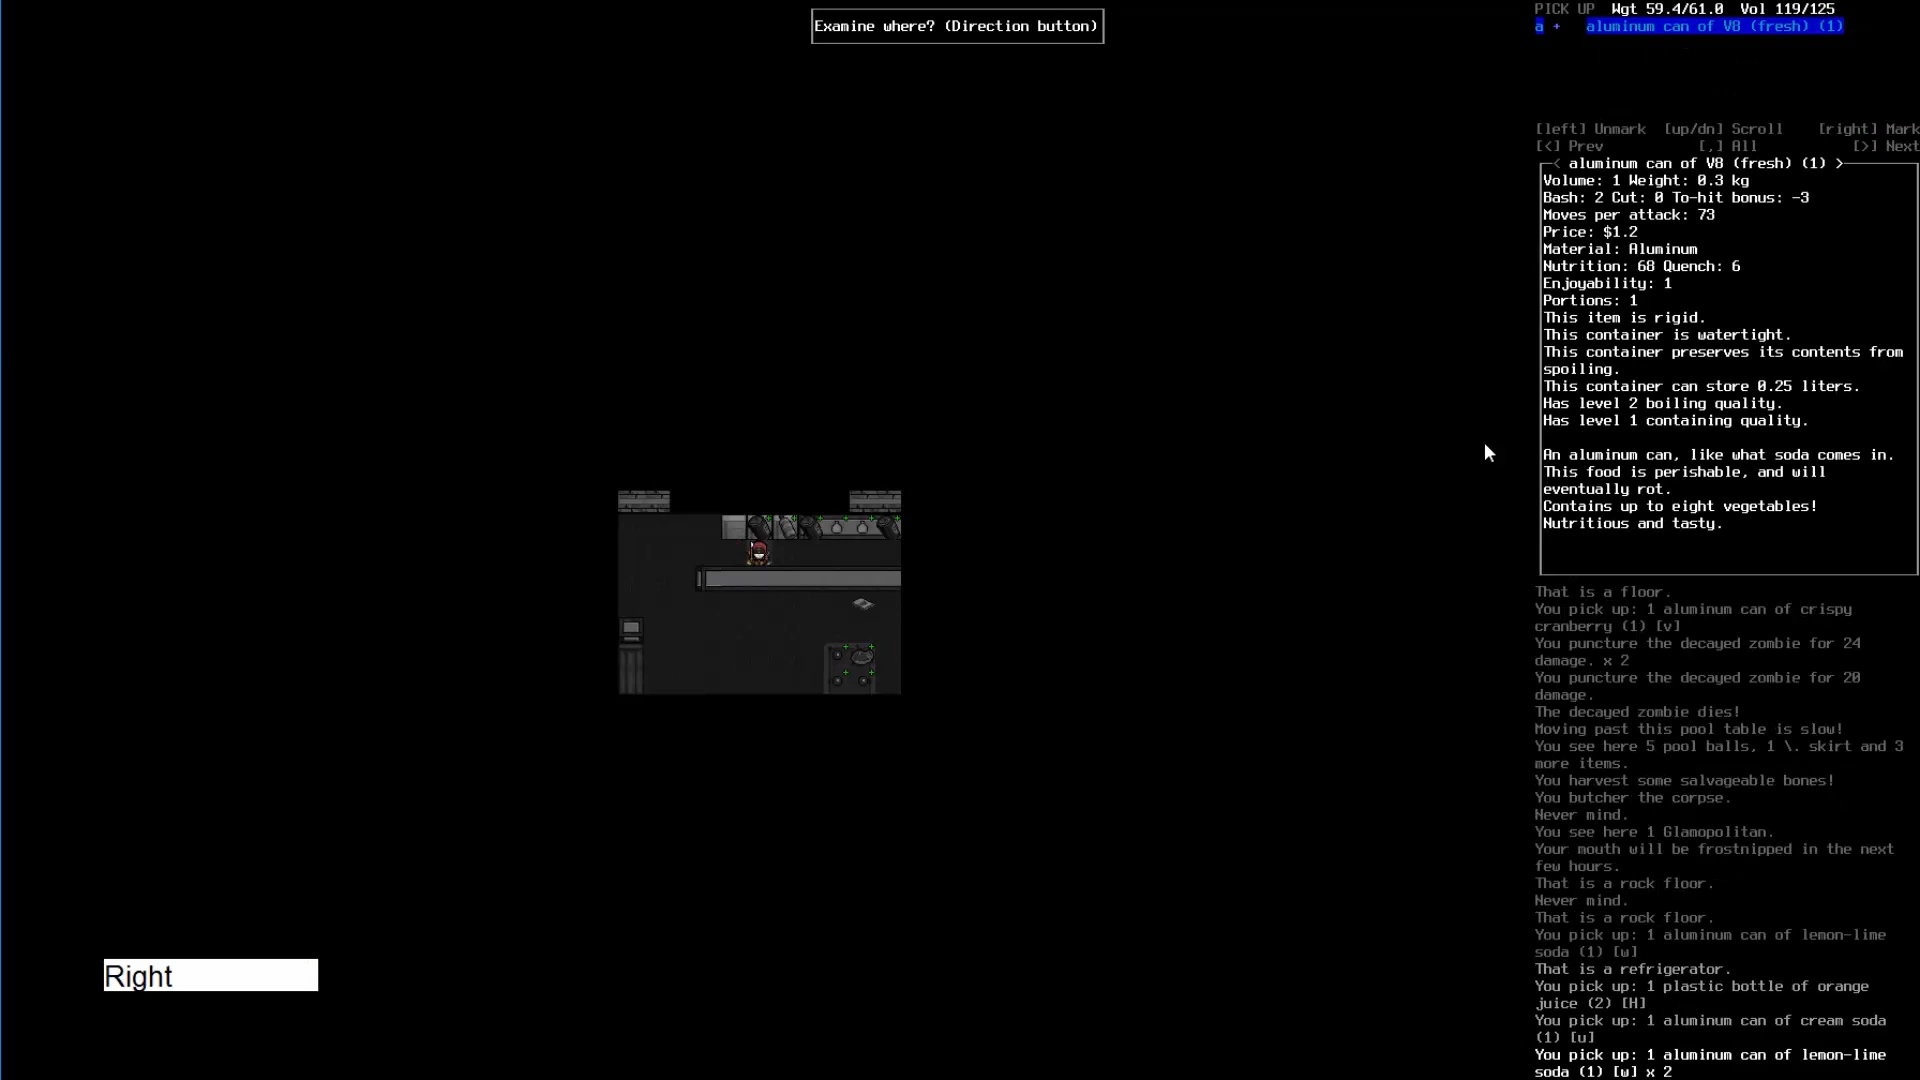 Examine where? (Direction button)
PICK UP  Wgt 59.4/61.0  Vol 119/125
a +   aluminum can of V8 (fresh) (1)
[left] Unmark  [up/dn] Scroll    [right] Mark
[<] Prev           [,] All           [>] Next
< aluminum can of V8 (fresh) (1) >
Volume: 1 Weight: 0.3 kg
Bash: 2 Cut: 0 To-hit bonus: -3
Moves per attack: 73
Price: $1.2
Material: Aluminum
Nutrition: 68 Quench: 6
Enjoyability: 1
Portions: 1
This item is rigid.
This container is watertight.
This container preserves its contents from
spoiling.
This container can store 0.25 liters.
Has level 2 boiling quality.
Has level 1 containing quality.
An aluminum can, like what soda comes in.
This food is perishable, and will
eventually rot.
Contains up to eight vegetables!
Nutritious and tasty.
That is a floor.
You pick up: 1 aluminum can of crispy
cranberry (1) [v]
You puncture the decayed zombie for 24
damage. x 2
You puncture the decayed zombie for 20
damage.
The decayed zombie dies!
Moving past this pool table is slow!
You see here 5 pool balls, 1 \. skirt and 3
more items.
You harvest some salvageable bones!
You butcher the corpse.
Never mind.
You see here 1 Glamopolitan.
Your mouth will be frostnipped in the next
few hours.
That is a rock floor.
Never mind.
That is a rock floor.
You pick up: 1 aluminum can of lemon-lime
soda (1) [w]
That is a refrigerator.
You pick up: 1 plastic bottle of orange
juice (2) [H]
You pick up: 1 aluminum can of cream soda
(1) [u]
You pick up: 1 aluminum can of lemon-lime
soda (1) [w] x 2
Right